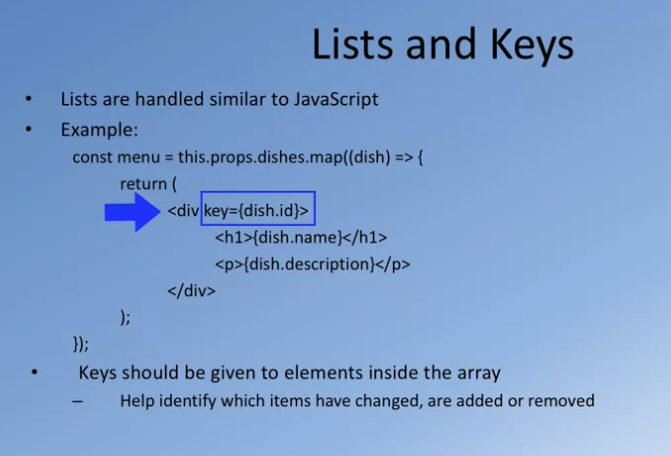 Lists and Keys
• Lists are handled similar to JavaScript
• Example:
const menu = this.props.dishes.map((dish) => {
return (
<div key={dish.id}>
<h1>{dish.name}</h1>
<p>{dish.description}</p>
</div>
);
});
• Keys should be given to elements inside the array
– Help identify which items have changed, are added or removed